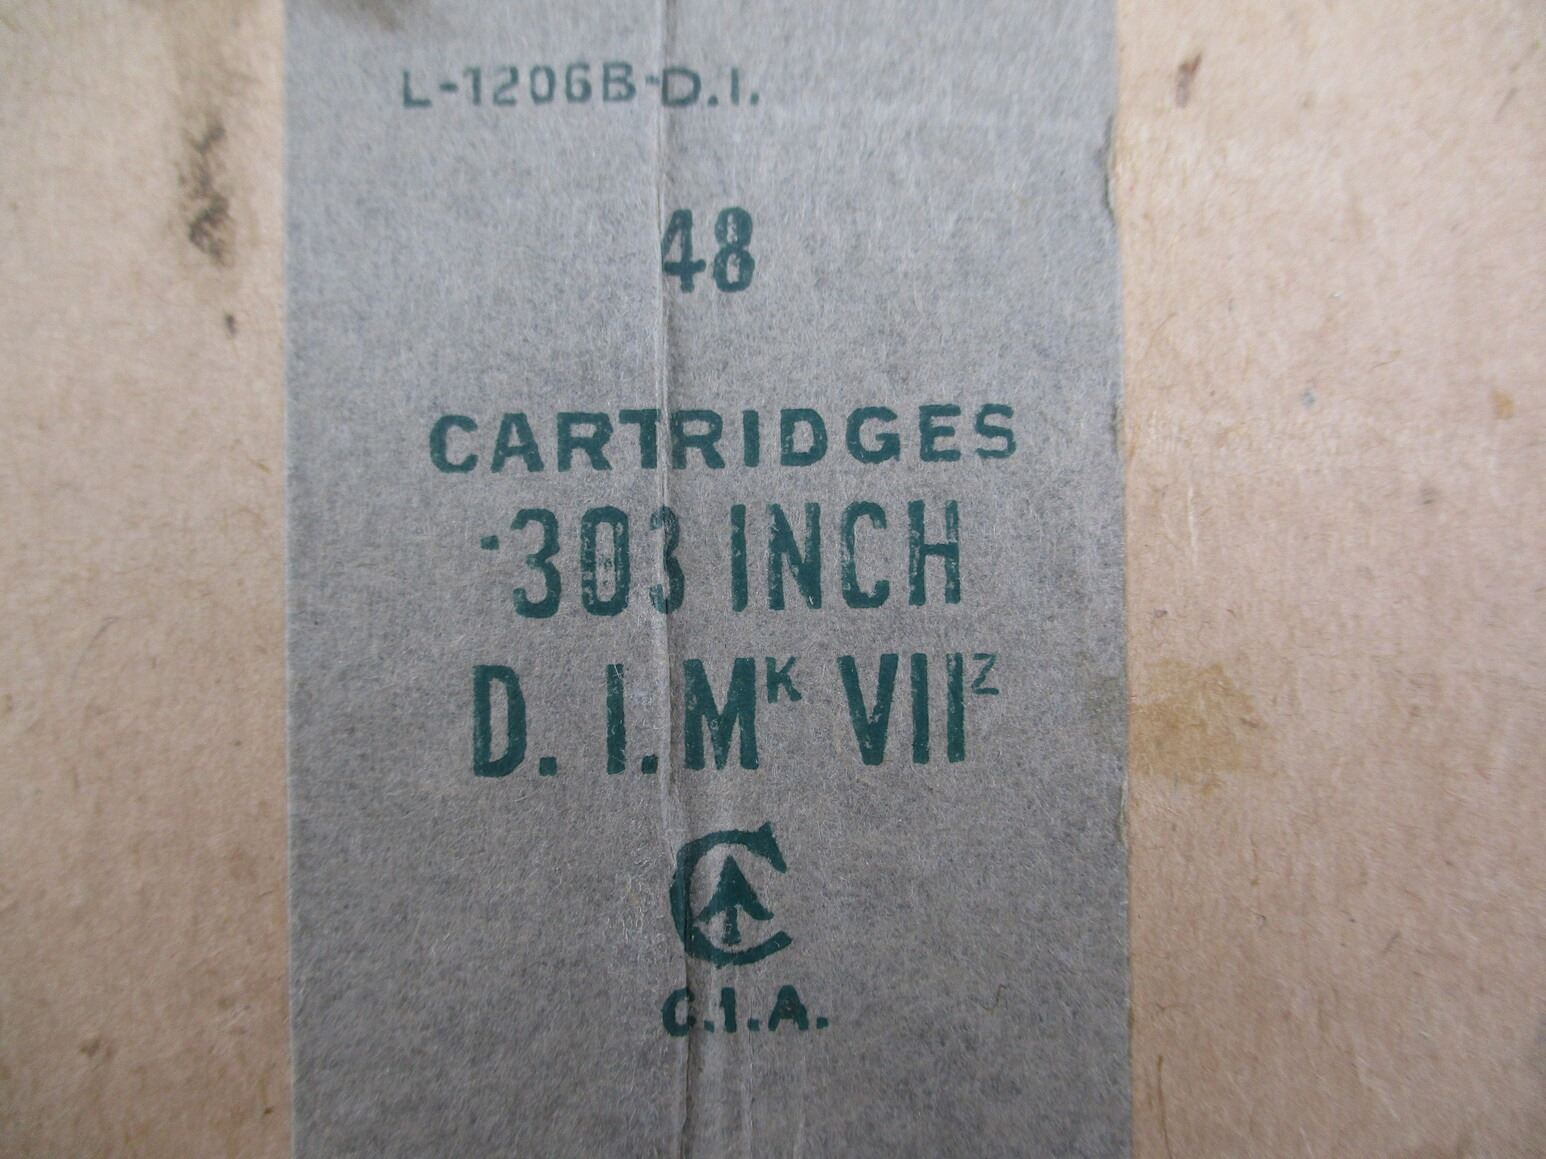 L-1206B-D.I.
48
CARTRIDGES
·303 INCH
D. I. Mᴷ VIIᶻ
C
C.I.A.